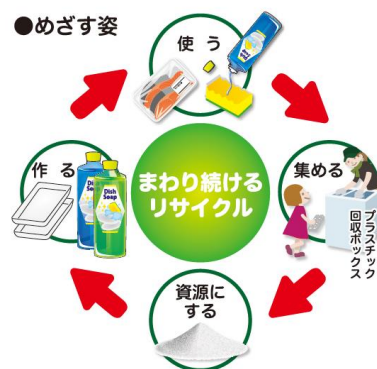 ●めざす姿
使う
Dish
Soap
作る
まわり続ける
リサイクル
集める
プラスチック
回収ボックス
資源に
する